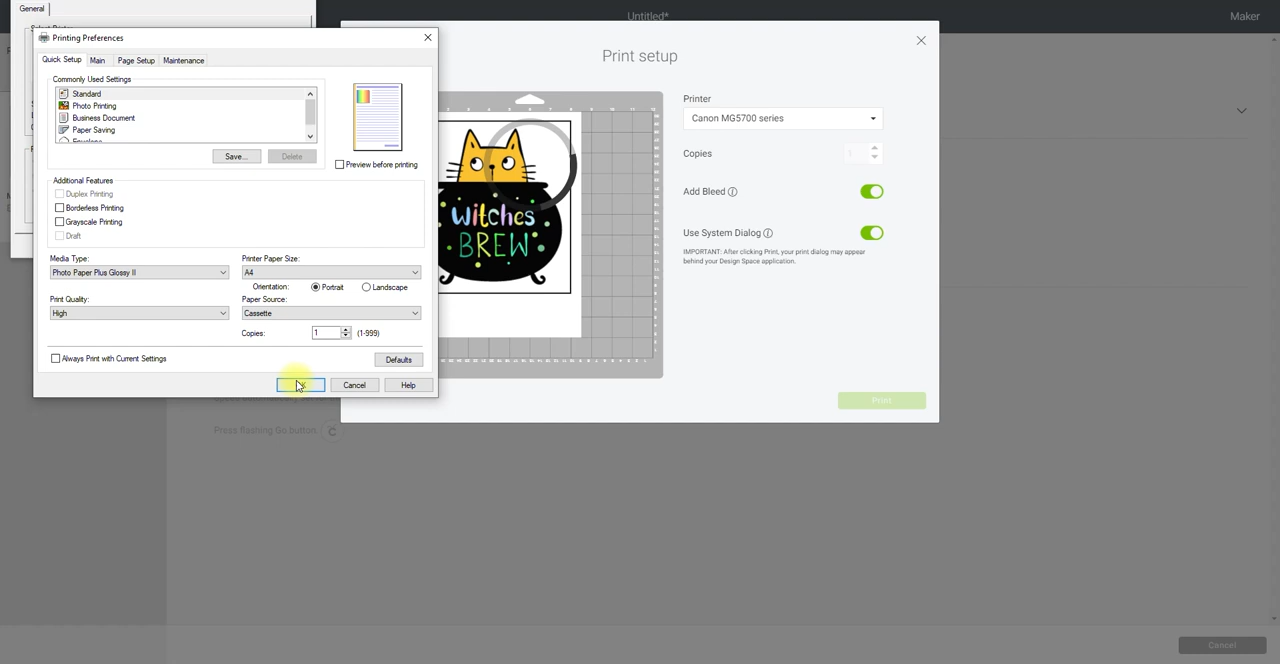 General
Untitled*
Maker
Printing Preferences
Quick Setup
Main
Page Setup
Maintenance
Commonly Used Settings
Standard
Photo Printing
Business Document
Paper Saving
Envelope
Save...
Delete
Preview before printing
Additional Features
Duplex Printing
Borderless Printing
Grayscale Printing
Draft
Media Type:
Photo Paper Plus Glossy II
Printer Paper Size:
A4
Orientation:
Portrait
Landscape
Print Quality:
High
Paper Source:
Cassette
Copies:
1
(1-999)
Always Print with Current Settings
Defaults
Cancel
Help
Print setup
witches
BREW
Printer
Canon MG5700 series
Copies
1
Add Bleed
Use System Dialog
IMPORTANT: After clicking Print, your print dialog may appear
behind your Design Space application.
Print
Press flashing Go button.
Cancel